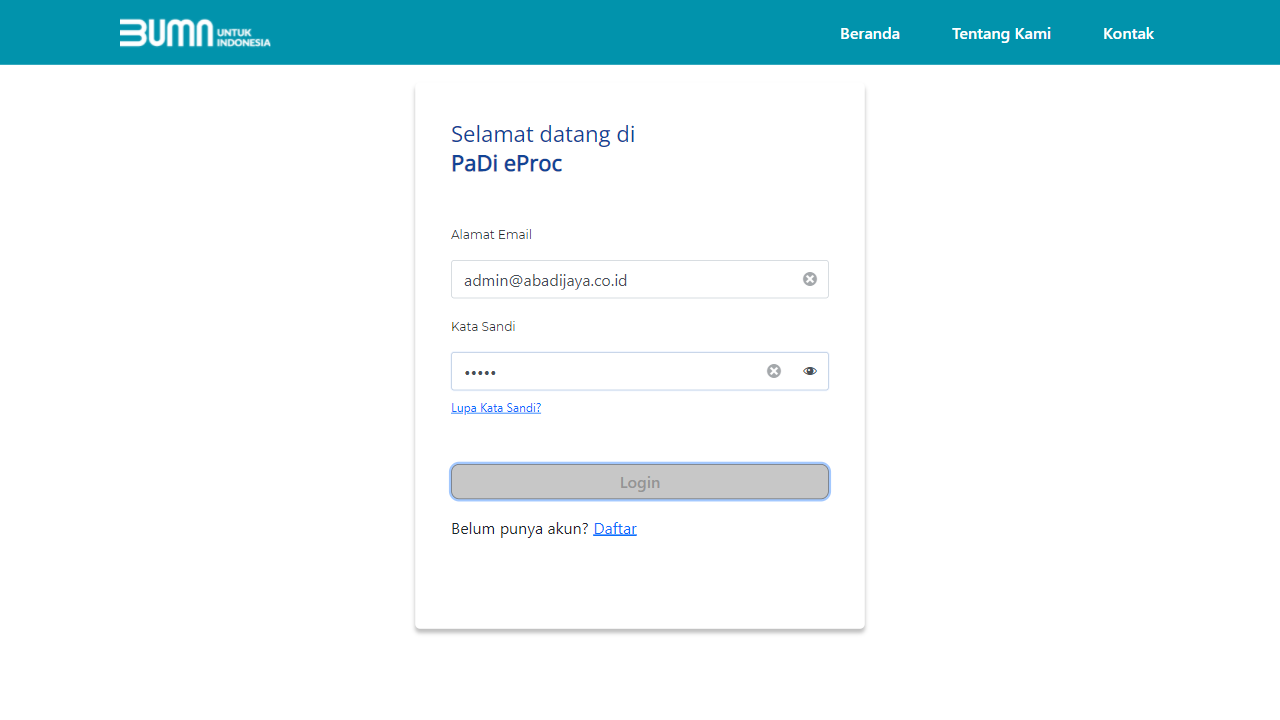 BUMN UNTUK
INDONESIA
Beranda
Tentang Kami
Kontak
Selamat datang di
PaDi eProc
Alamat Email
admin@abadijaya.co.id
Kata Sandi
•••••
Lupa Kata Sandi?
Login
Belum punya akun? Daftar